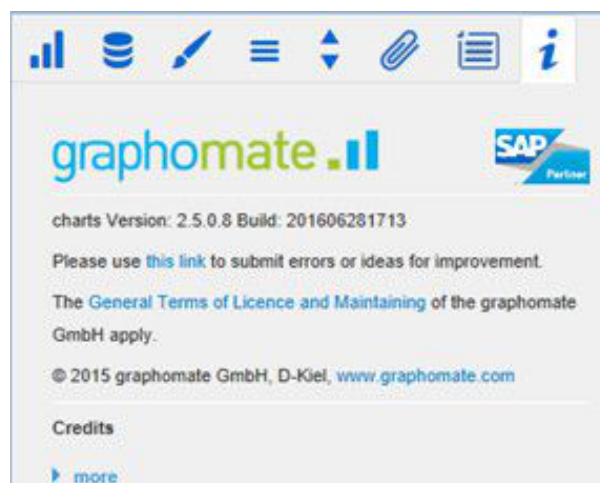 graphomate
SAP
Partner
charts Version: 2.5.0.8 Build: 201606281713
Please use this link to submit errors or ideas for improvement.
The General Terms of Licence and Maintaining of the graphomate
GmbH apply.
© 2015 graphomate GmbH, D-Kiel, www.graphomate.com
Credits
more